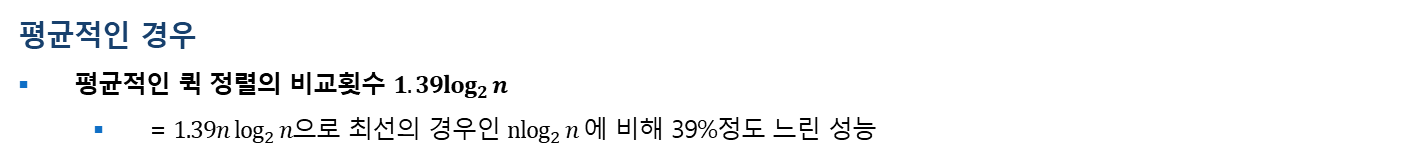 평균적인 경우
▪ 평균적인 퀵 정렬의 비교횟수 1.39log₂ n
▪ = 1.39n log₂ n으로 최선의 경우인 nlog₂ n 에 비해 39%정도 느린 성능